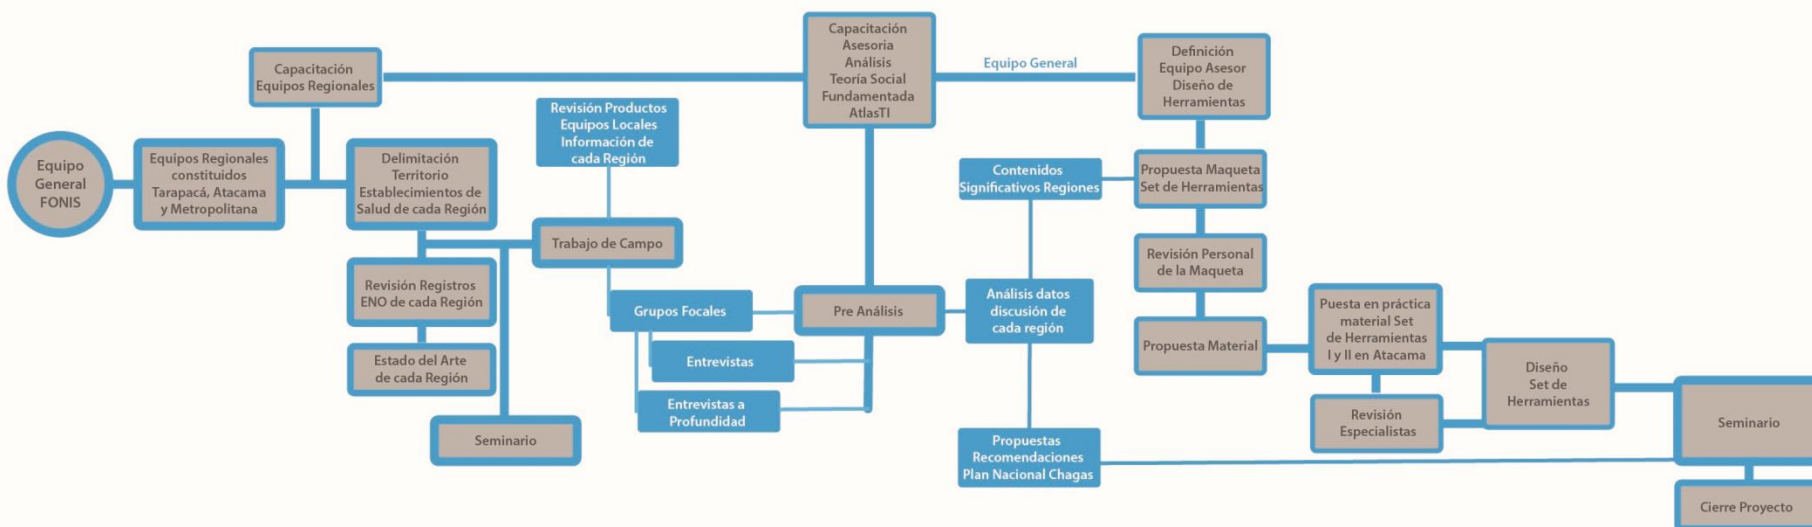 Equipo
General
FONIS
Equipos Regionales
constituidos
Tarapacá, Atacama
y Metropolitana
Capacitación
Equipos Regionales
Delimitación
Territorio
Establecimientos de
Salud de cada Región
Revisión Registros
ENO de cada Región
Estado del Arte
de cada Región
Seminario
Revisión Productos
Equipos Locales
Información de
cada Región
Trabajo de Campo
Grupos Focales
Entrevistas
Entrevistas a
Profundidad
Capacitación
Asesoria
Análisis
Teoría Social
Fundamentada
AtlasTI
Equipo General
Pre Análisis
Contenidos
Significativos Regiones
Análisis datos
discusión de
cada región
Propuestas
Recomendaciones
Plan Nacional Chagas
Definición
Equipo Asesor
Diseño de
Herramientas
Propuesta Maqueta
Set de Herramientas
Revisión Personal
de la Maqueta
Propuesta Material
Puesta en práctica
material Set
de Herramientas
I y II en Atacama
Revisión
Especialistas
Diseño
Set de
Herramientas
Seminario
Cierre Proyecto